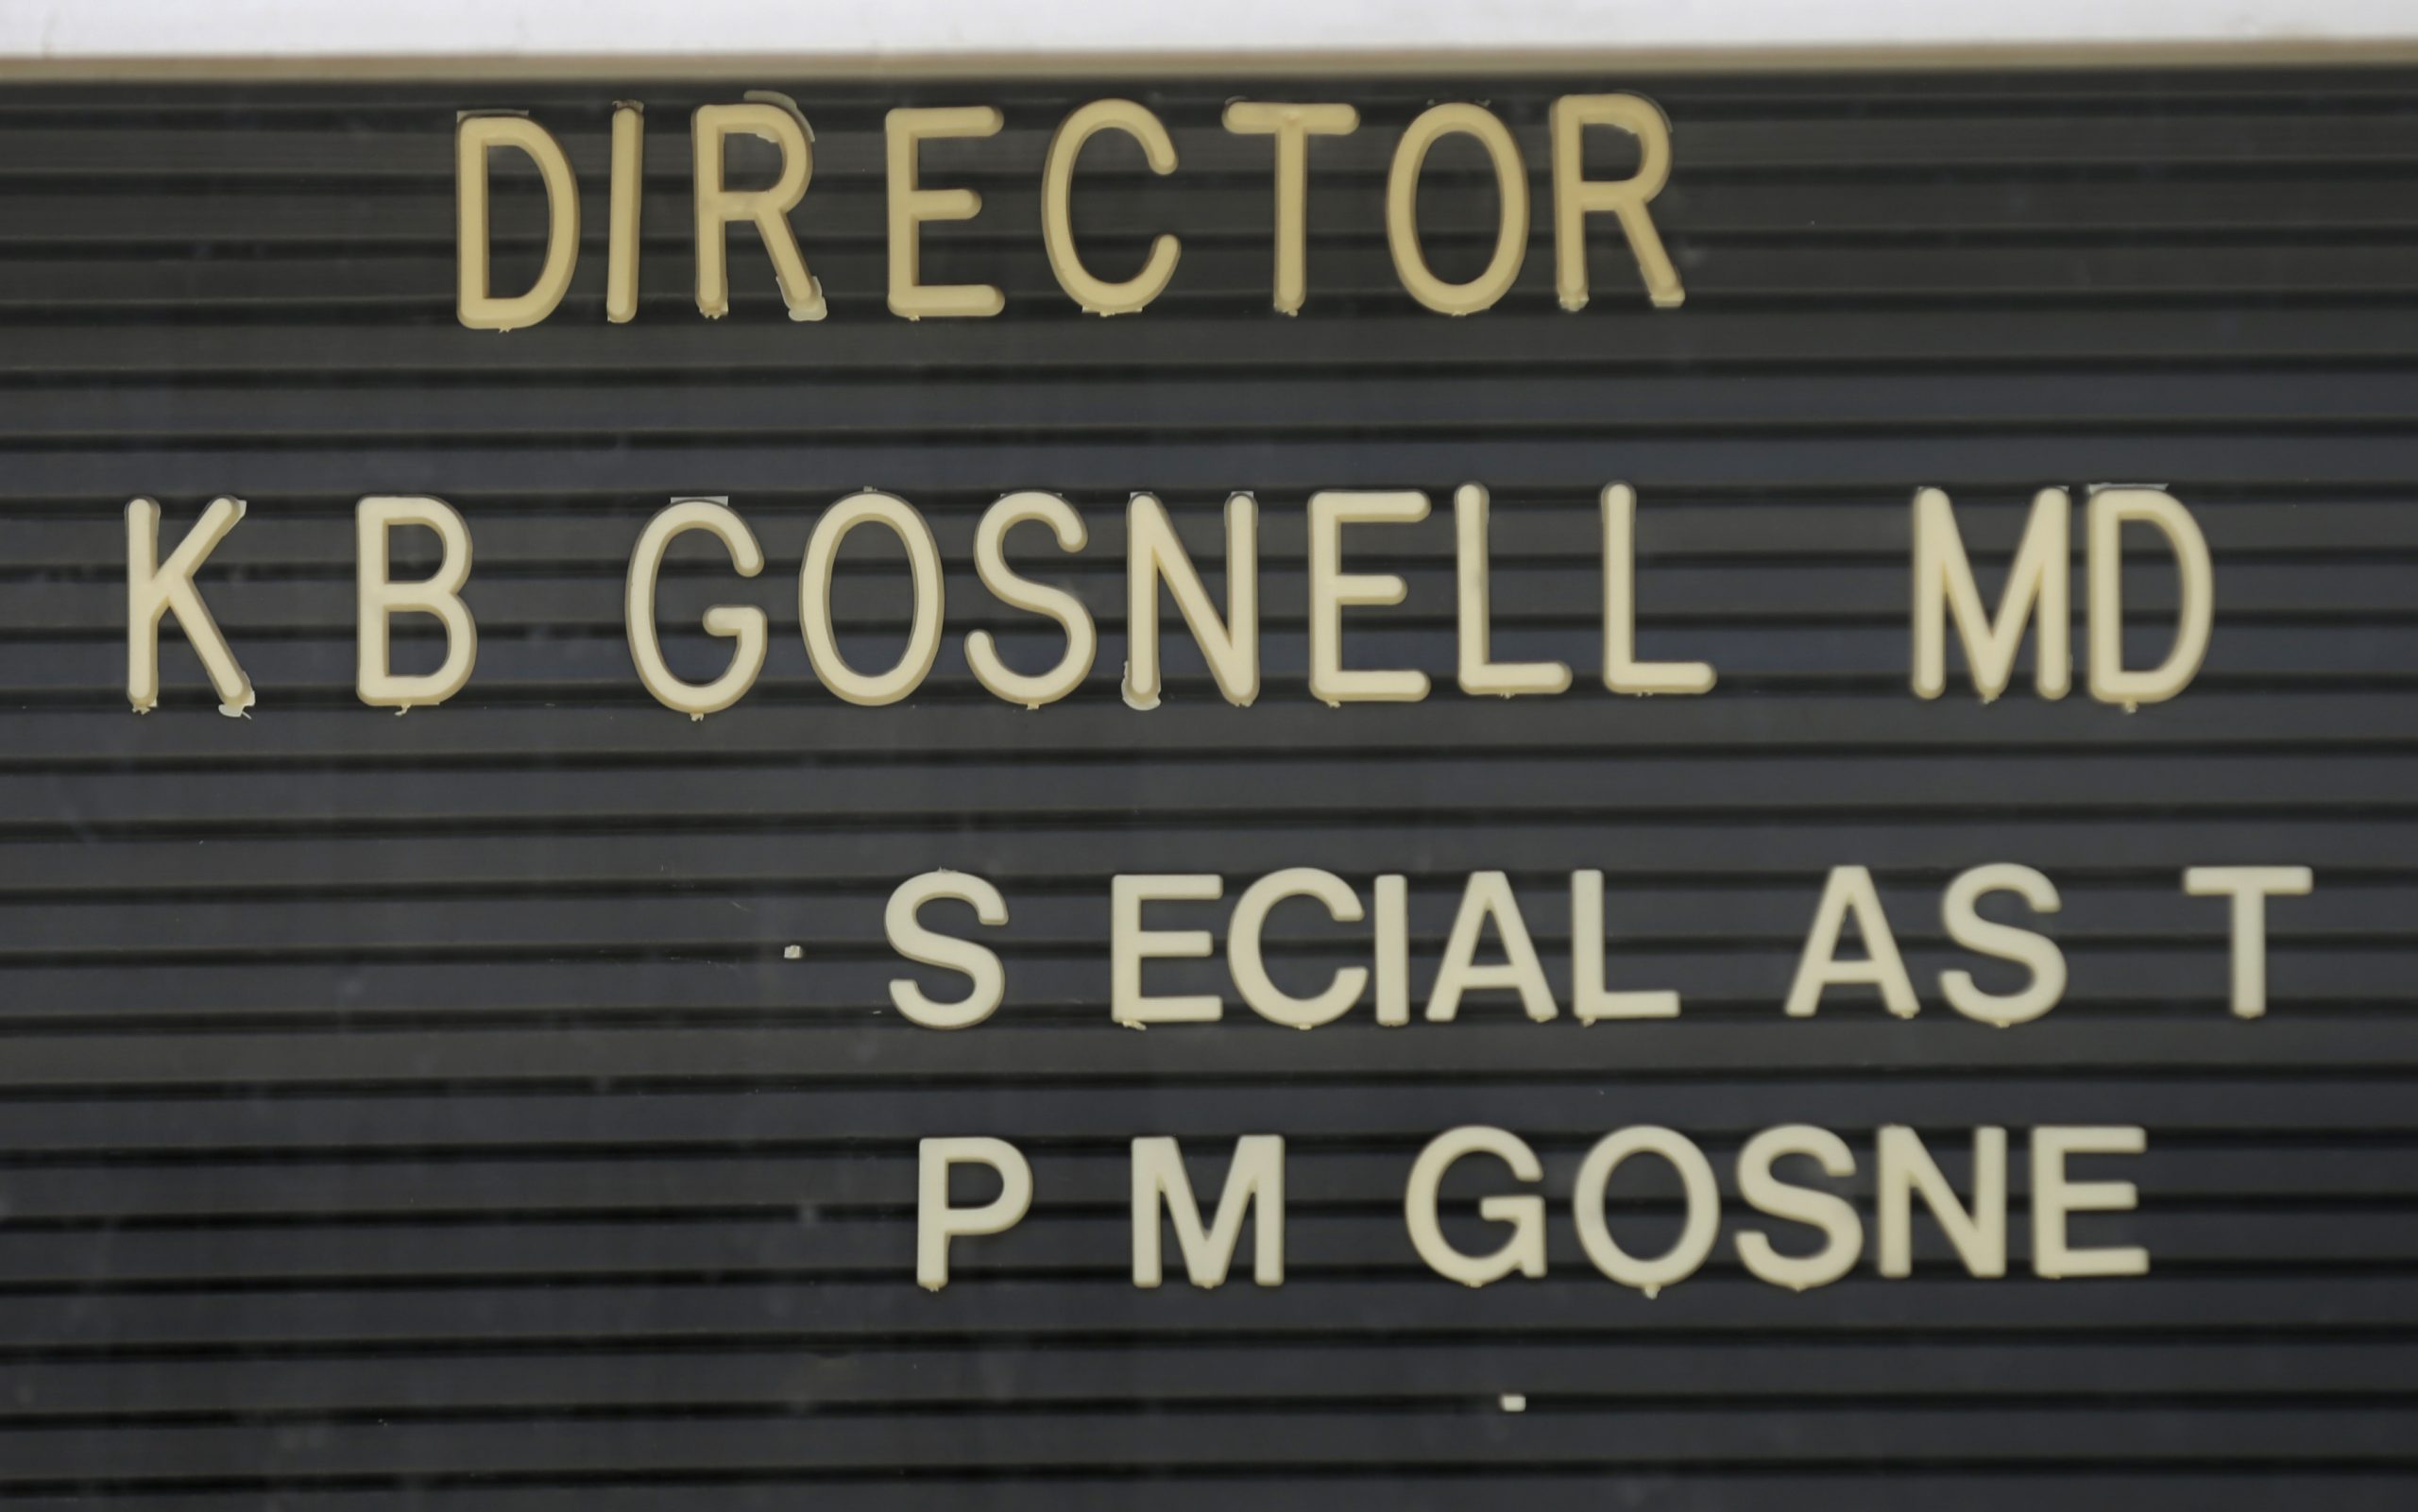 DIRECTOR
K B GOSNELL MD
S ECIAL AS T
P M GOSNE